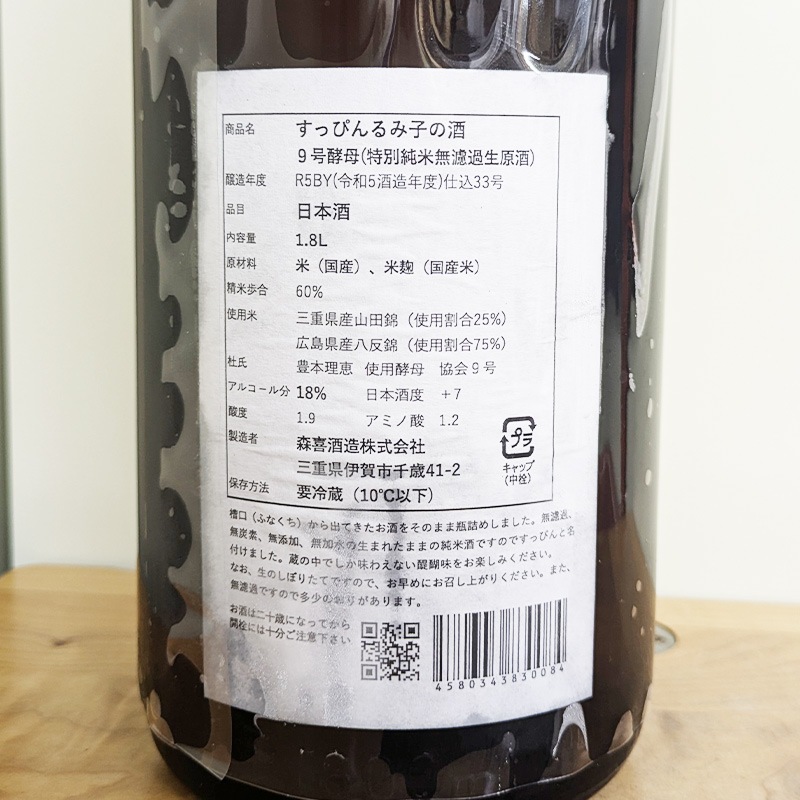 商品名 すっぴんるみ子の酒
９号酵母(特別純米無濾過生原酒)
醸造年度 R5BY(令和5酒造年度)仕込33号
品目 日本酒
内容量 1.8L
原材料 米（国産）、米麹（国産米）
精米歩合 60%
使用米 三重県産山田錦（使用割合25%）
広島県産八反錦（使用割合75%）
杜氏 豊本理恵 使用酵母 協会９号
アルコール分 18% 日本酒度 ＋7
酸度 1.9 アミノ酸 1.2
製造者 森喜酒造株式会社
三重県伊賀市千歳41-2
保存方法 要冷蔵（10℃以下）
プラ
キャップ
（中栓）
槽口（ふなくち）から出てきたお酒をそのまま瓶詰めしました。無濾過、
無炭素、無添加、無加水の生まれたままの純米酒ですのですっぴんと名
付けました。蔵の中でしか味わえない醍醐味をお楽しみください。
なお、生のしぼりたてですので、お早めにお召し上がりください。また、
無濾過ですので多少のおりがあります。
お酒は二十歳になってから
開栓には十分ご注意下さい
4580343830084